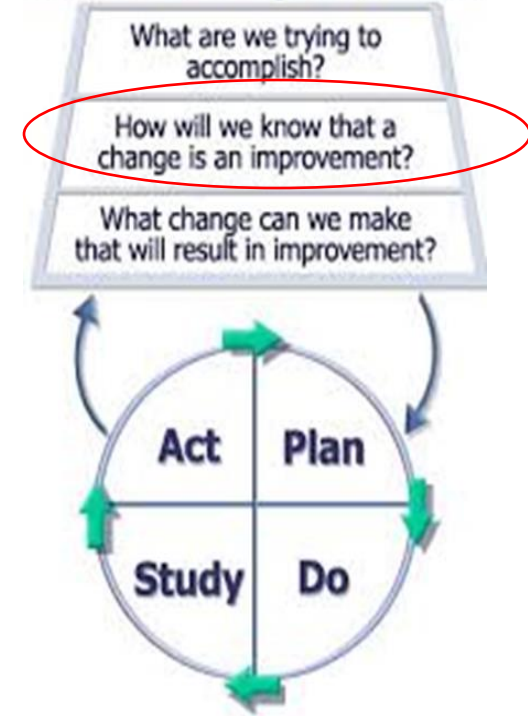 What are we trying to
accomplish?
How will we know that a
change is an improvement?
What change can we make
that will result in improvement?
Act Plan
Study Do